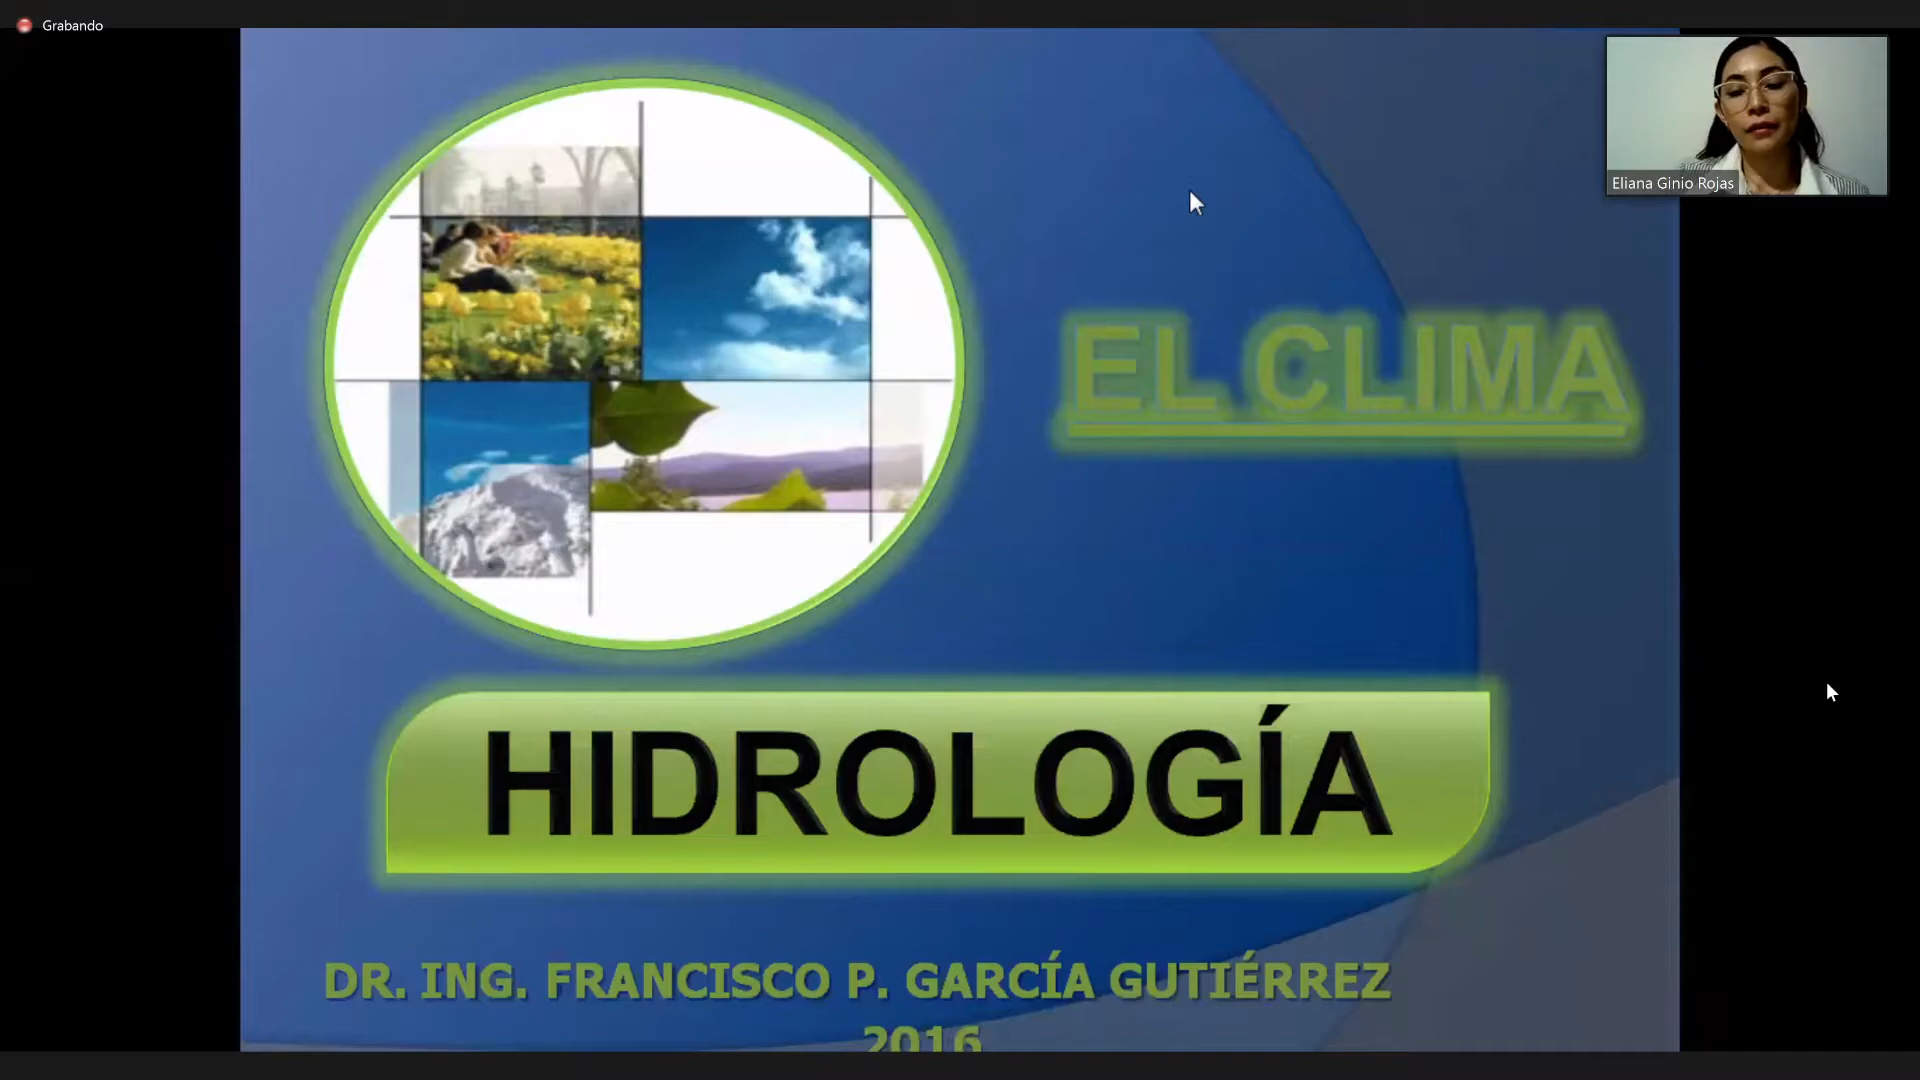 Grabando
Eliana Ginio Rojas
EL CLIMA
HIDROLOGÍA
DR. ING. FRANCISCO P. GARCÍA GUTIÉRREZ
2016